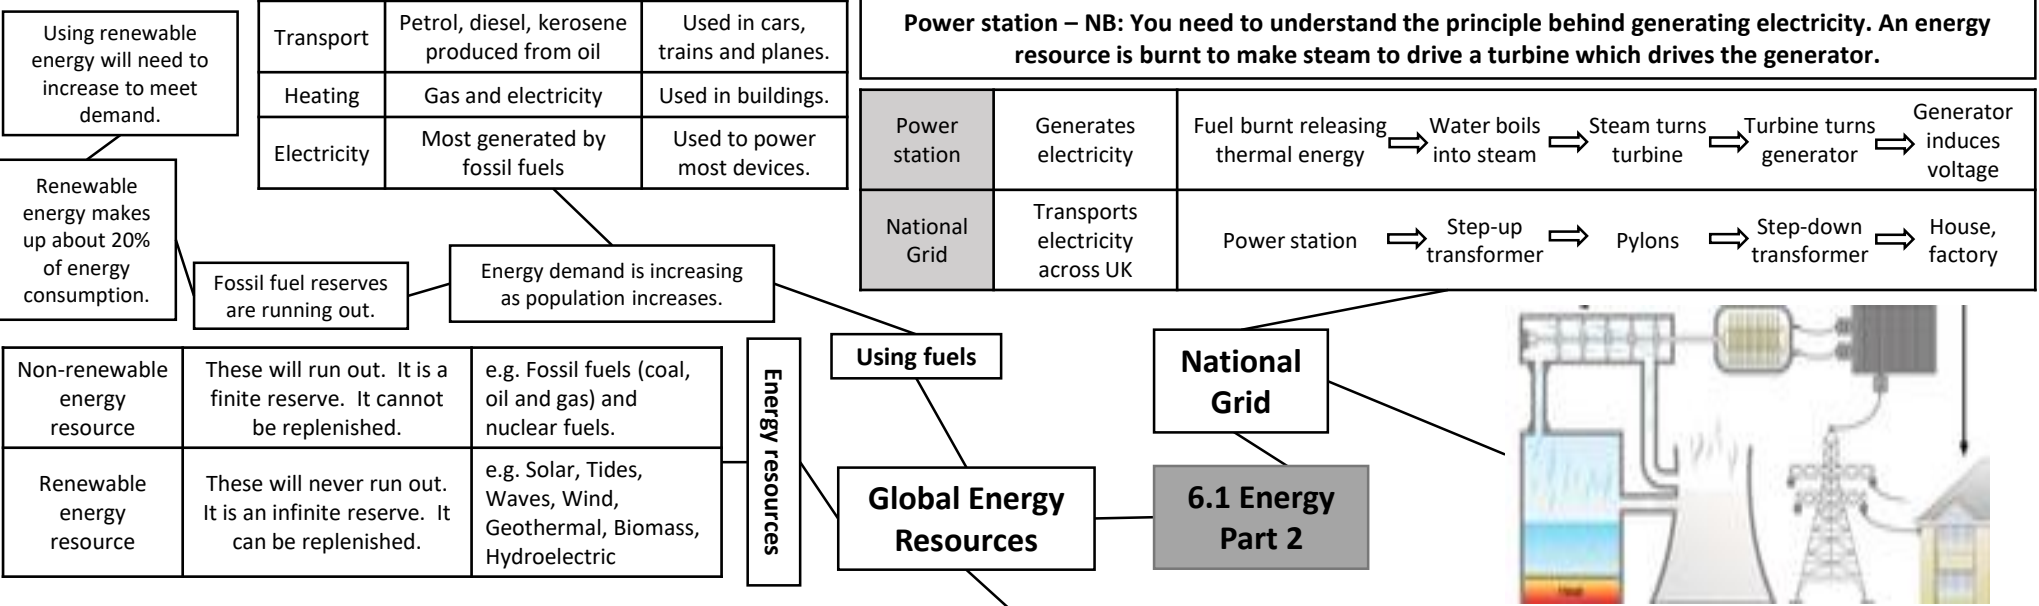 Using renewable
energy will need to
increase to meet
demand.
Renewable
energy makes
up about 20%
of energy
consumption.
Fossil fuel reserves
are running out.
Energy demand is increasing
as population increases.
Transport
Petrol, diesel, kerosene
produced from oil
Used in cars,
trains and planes.
Heating
Gas and electricity
Used in buildings.
Electricity
Most generated by
fossil fuels
Used to power
most devices.
Power station – NB: You need to understand the principle behind generating electricity. An energy
resource is burnt to make steam to drive a turbine which drives the generator.
Power
station
Generates
electricity
Fuel burnt releasing
thermal energy
Water boils
into steam
Steam turns
turbine
Turbine turns
generator
Generator
induces
voltage
National
Grid
Transports
electricity
across UK
Power station
Step-up
transformer
Pylons
Step-down
transformer
House,
factory
Non-renewable
energy
resource
These will run out. It is a
finite reserve. It cannot
be replenished.
e.g. Fossil fuels (coal,
oil and gas) and
nuclear fuels.
Renewable
energy
resource
These will never run out.
It is an infinite reserve. It
can be replenished.
e.g. Solar, Tides,
Waves, Wind,
Geothermal, Biomass,
Hydroelectric
Energy resources
Using fuels
Global Energy
Resources
National
Grid
6.1 Energy
Part 2